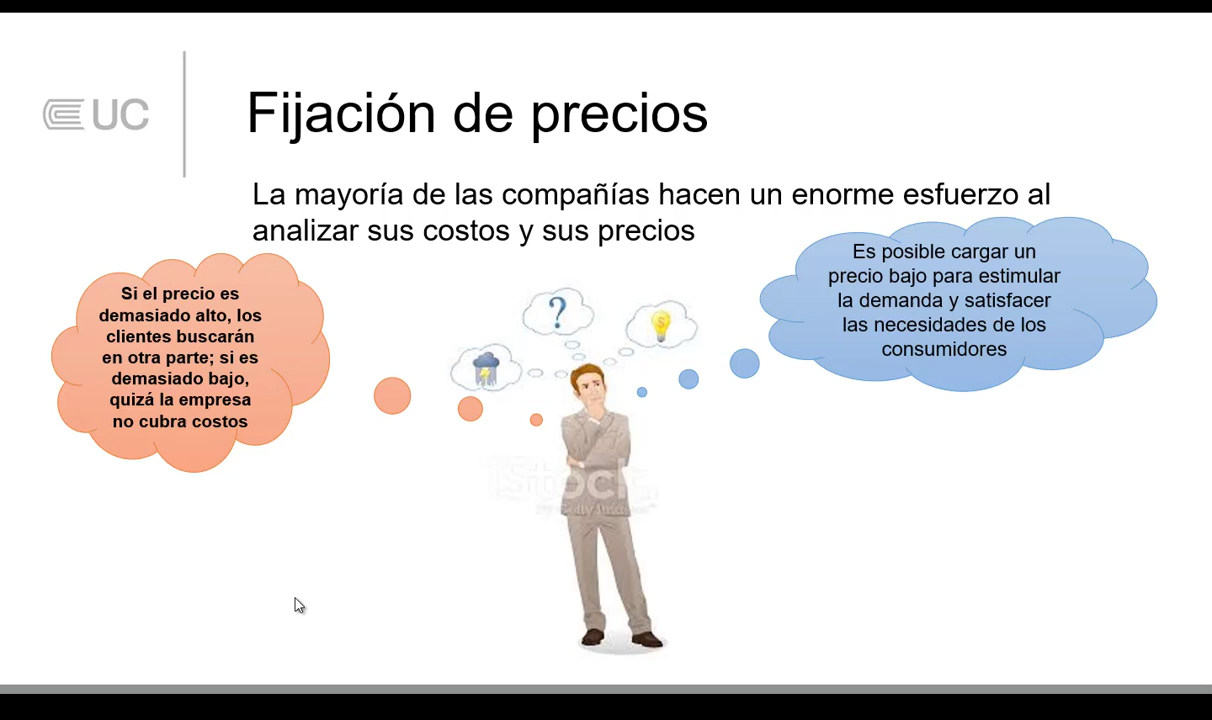 UC
Fijación de precios
La mayoría de las compañías hacen un enorme esfuerzo al
analizar sus costos y sus precios
Si el precio es
demasiado alto, los
clientes buscarán
en otra parte; si es
demasiado bajo,
quizá la empresa
no cubra costos
Es posible cargar un
precio bajo para estimular
la demanda y satisfacer
las necesidades de los
consumidores
?
$
iStock